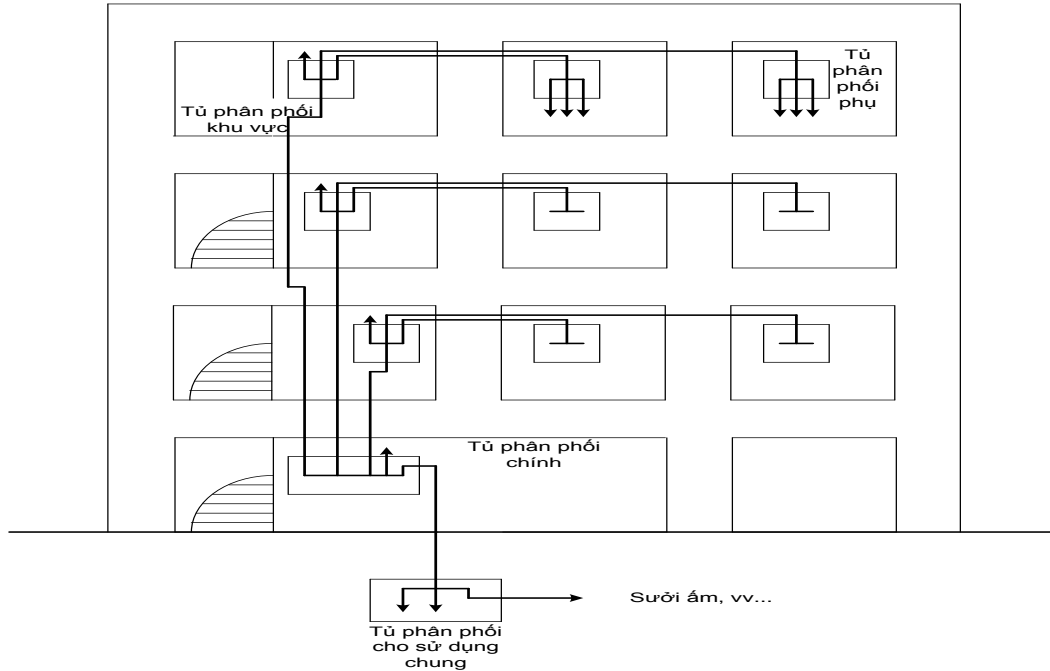 Tủ
phân
phối
phụ
Tủ phân phối
khu vực
Tủ phân phối
chính
Sưởi ấm, vv...
Tủ phân phối
cho sử dụng
chung